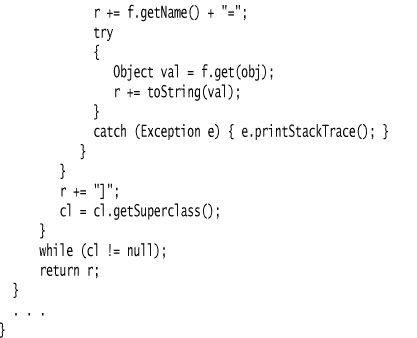 r += f.getName() + "=";
try
{
Object val = f.get(obj);
r += toString(val);
}
catch (Exception e) { e.printStackTrace(); }
}
}
r += "]";
cl = cl.getSuperclass();
}
while (cl != null);
return r;
}
. . .
}